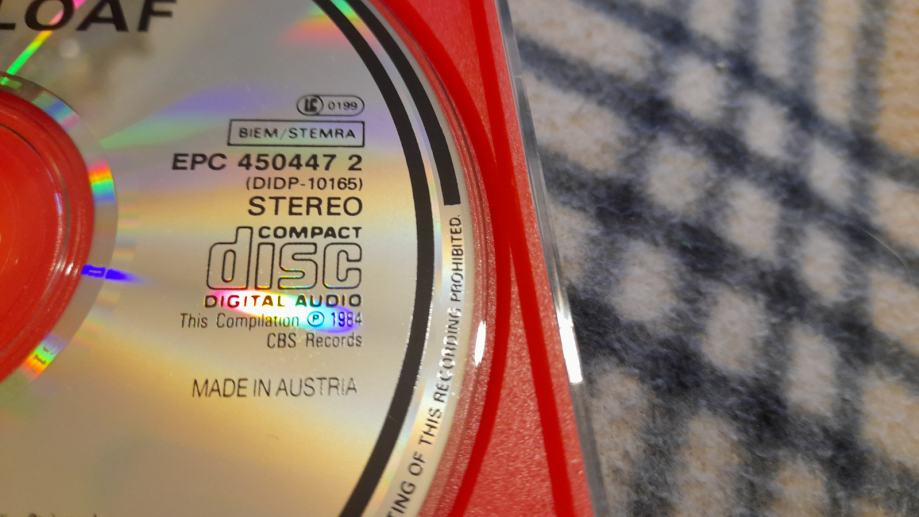 LOAF
LC 0199
BIEM/STEMRA
EPC 450447 2
(DIDP-10165)
STEREO
COMPACT
disc
DIGITAL AUDIO
This Compilation ℗ 1984
CBS Records
MADE IN AUSTRIA
TING OF THIS RECORDING PROHIBITED.